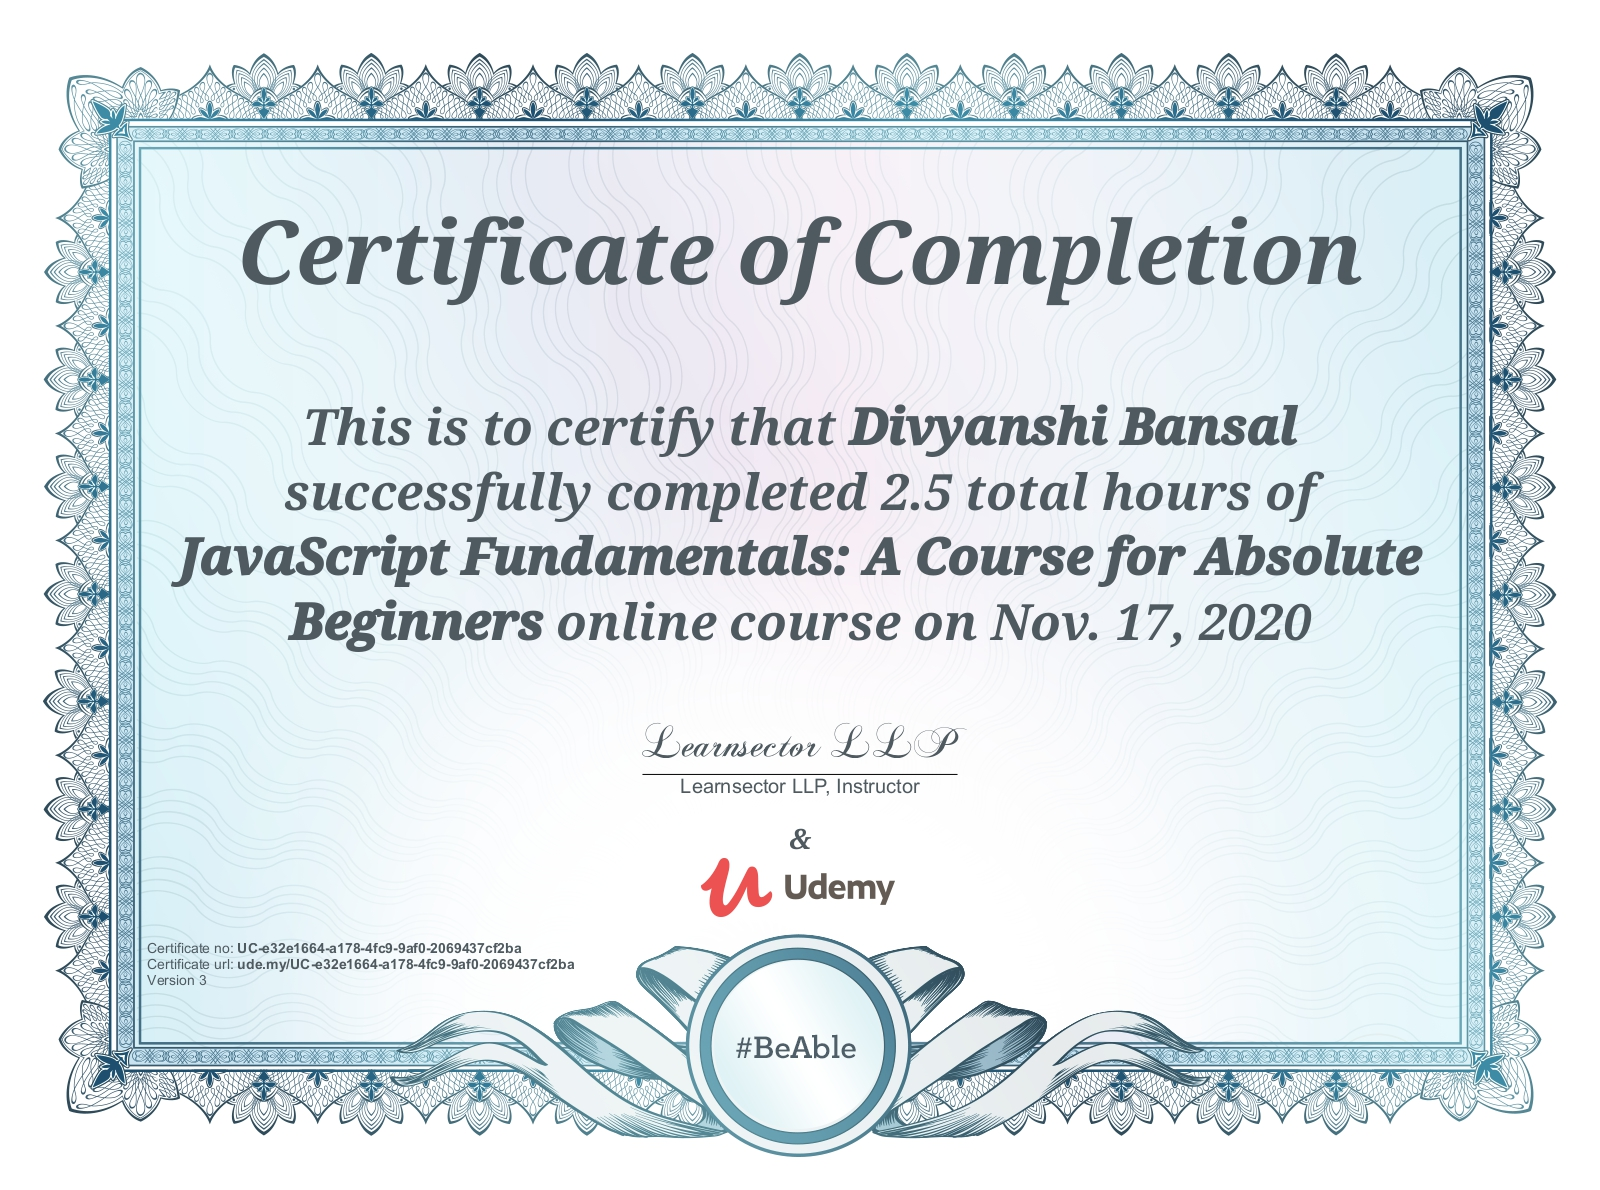 Certificate of Completion
This is to certify that Divyanshi Bansal
successfully completed 2.5 total hours of
JavaScript Fundamentals: A Course for Absolute
Beginners online course on Nov. 17, 2020
Learnsector LLP
Learnsector LLP, Instructor
&
Udemy
Certificate no: UC-e32e1664-a178-4fc9-9af0-2069437cf2ba
Certificate url: ude.my/UC-e32e1664-a178-4fc9-9af0-2069437cf2ba
Version 3
#BeAble